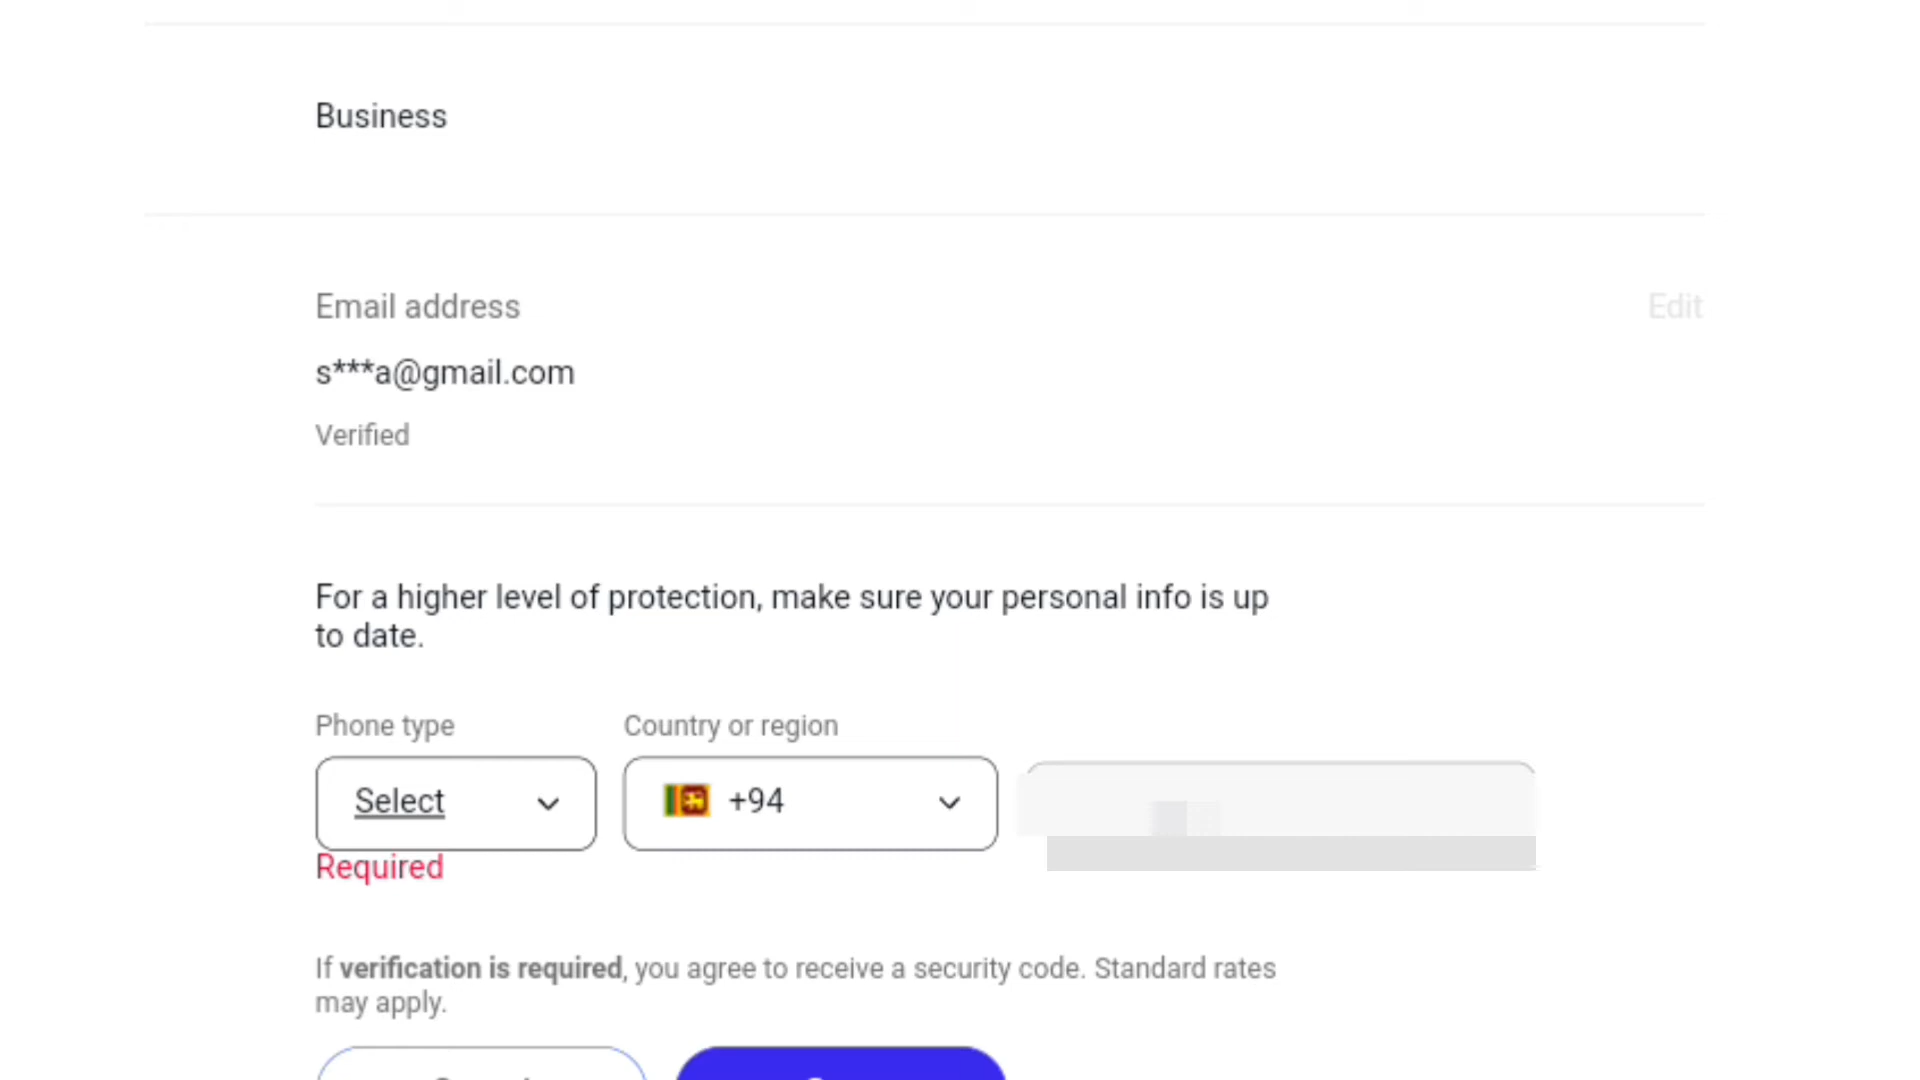 Business
Email address
Edit
s***a@gmail.com
Verified
For a higher level of protection, make sure your personal info is up
to date.
Phone type
Country or region
Select
+94
Required
If verification is required, you agree to receive a security code. Standard rates
may apply.